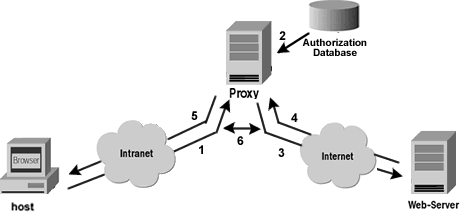 2
Authorization
Database
Proxy
5
4
Browser
Intranet
1
6
3
Internet
host
Web-Server